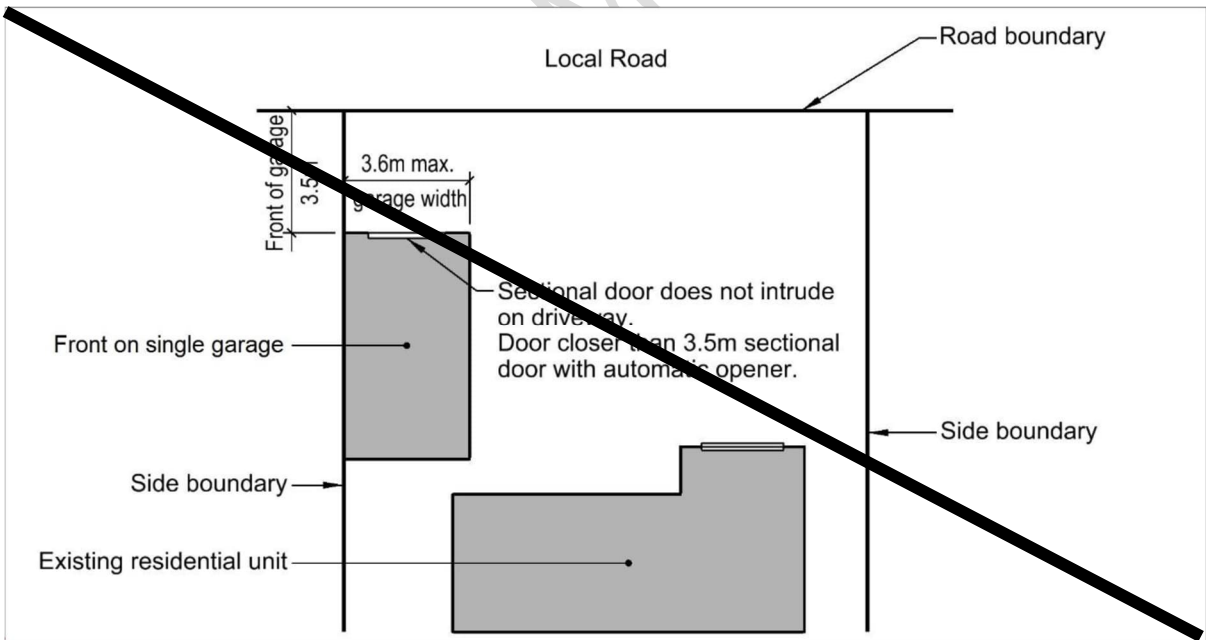 Local Road
Road boundary
Front of garage
3.6m max.
garage width
Sectional door does not intrude
on driveway.
Door closer than 3.5m sectional
door with automatic opener.
Front on single garage
Side boundary
Side boundary
Existing residential unit